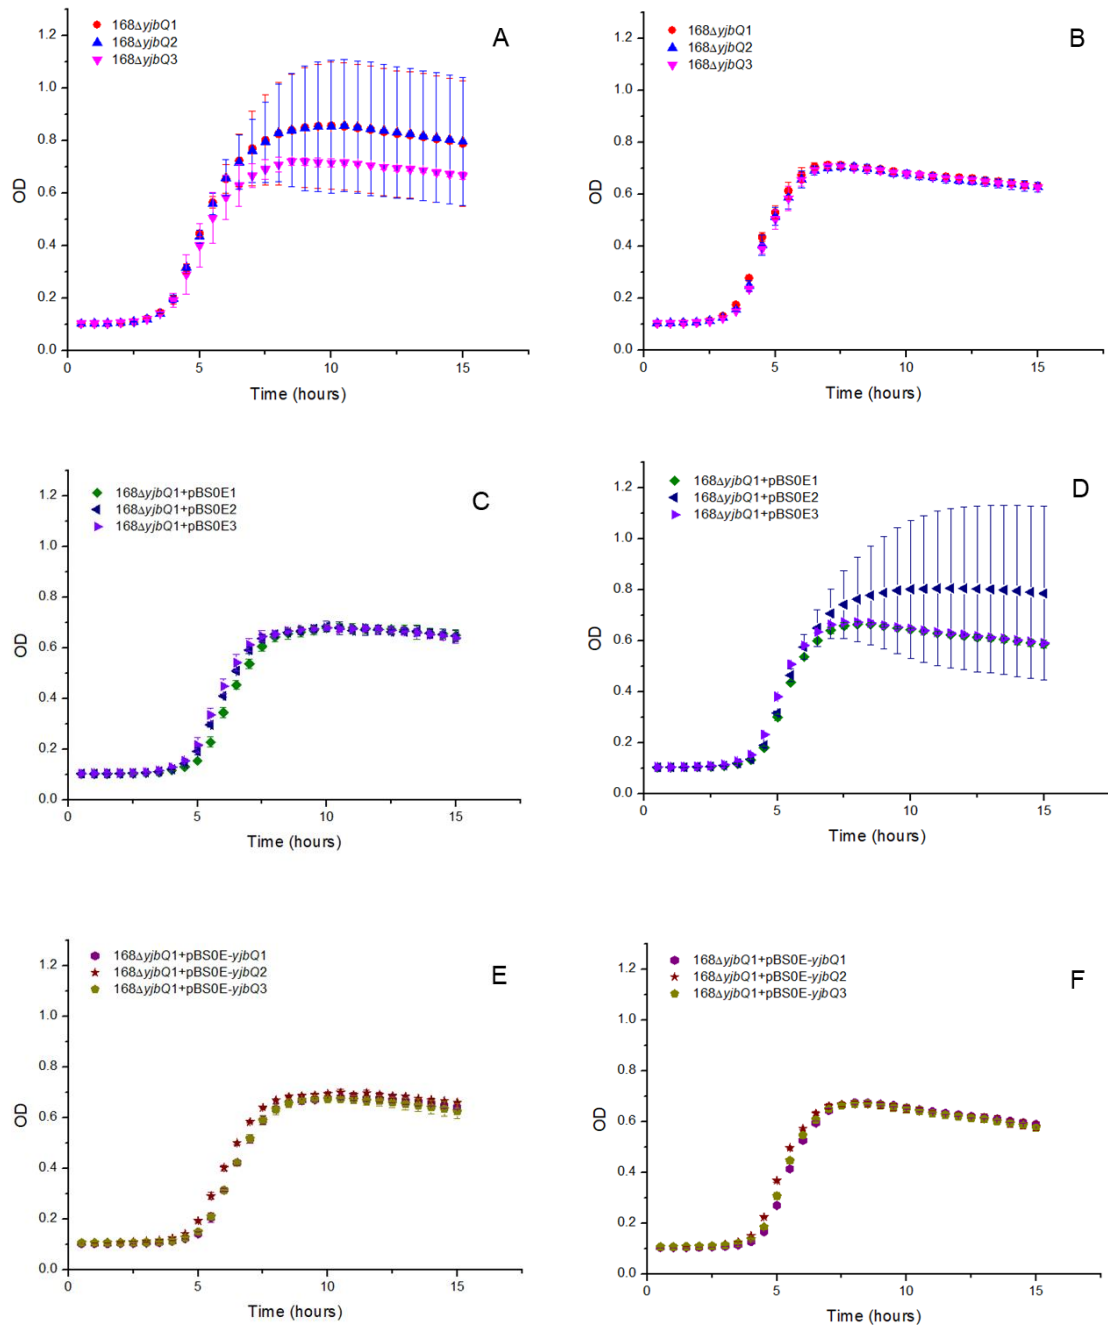 A
168ΔyjbQ1
168ΔyjbQ2
168ΔyjbQ3
1.2
1.0
0.8
0.6
0.4
0.2
0.0
OD
0 5 10 15
Time (hours)
B
168ΔyjbQ1
168ΔyjbQ2
168ΔyjbQ3
1.2
1.0
0.8
0.6
0.4
0.2
0.0
OD
0 5 10 15
Time (hours)
C
168ΔyjbQ1+pBS0E1
168ΔyjbQ1+pBS0E2
168ΔyjbQ1+pBS0E3
1.2
1.0
0.8
0.6
0.4
0.2
0.0
OD
0 5 10 15
Time (hours)
D
168ΔyjbQ1+pBS0E1
168ΔyjbQ1+pBS0E2
168ΔyjbQ1+pBS0E3
1.2
1.0
0.8
0.6
0.4
0.2
0.0
OD
0 5 10 15
Time (hours)
E
168ΔyjbQ1+pBS0E-yjbQ1
168ΔyjbQ1+pBS0E-yjbQ2
168ΔyjbQ1+pBS0E-yjbQ3
1.2
1.0
0.8
0.6
0.4
0.2
0.0
OD
0 5 10 15
Time (hours)
F
168ΔyjbQ1+pBS0E-yjbQ1
168ΔyjbQ1+pBS0E-yjbQ2
168ΔyjbQ1+pBS0E-yjbQ3
1.2
1.0
0.8
0.6
0.4
0.2
0.0
OD
0 5 10 15
Time (hours)